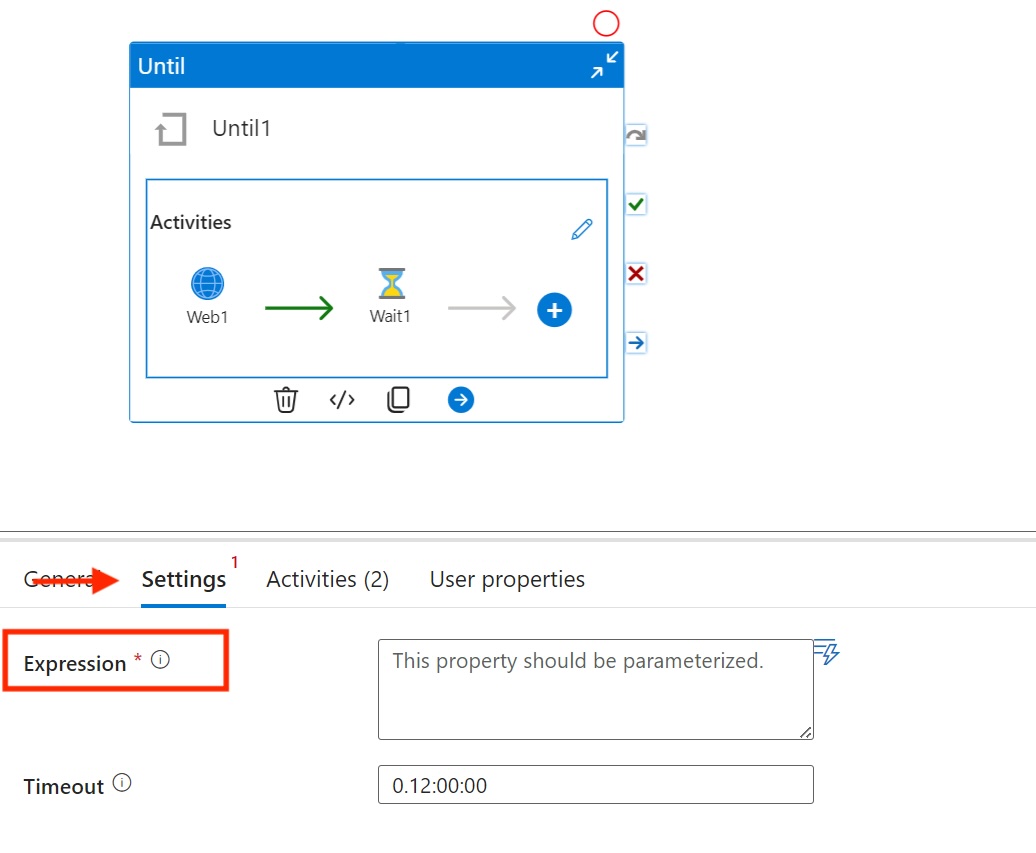 Until
Until1
Activities
Web1
Wait1
General
Settings 1
Activities (2)
User properties
Expression *
This property should be parameterized.
Timeout
0.12:00:00